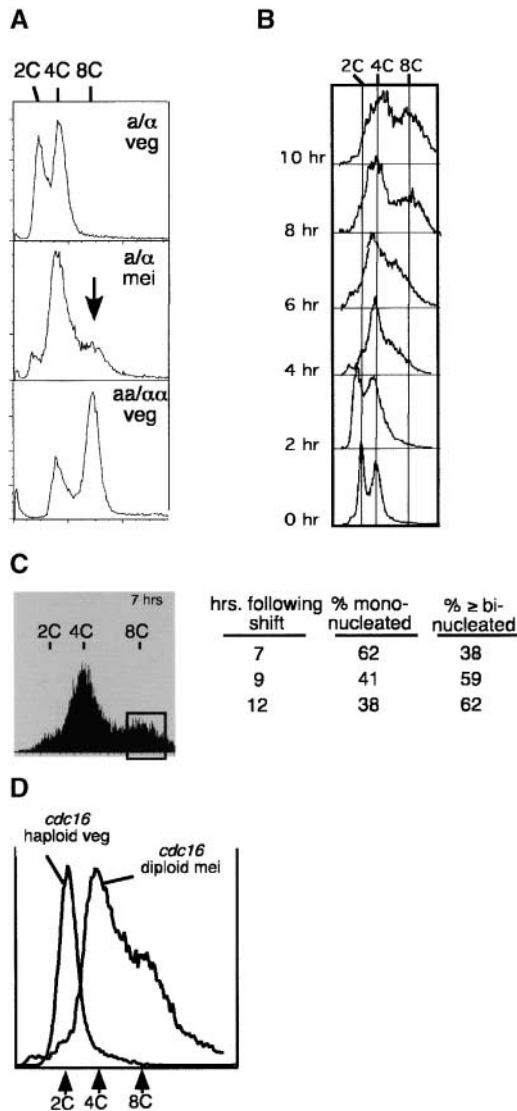 A
2C 4C 8C
a/α
veg
a/α
mei
aa/αα
veg
B
2C 4C 8C
10 hr
8 hr
6 hr
4 hr
2 hr
0 hr
C
7 hrs
2C 4C 8C
hrs. following shift % mono-nucleated % ≥ bi-nucleated
7 62 38
9 41 59
12 38 62
D
cdc16
haploid veg
cdc16
diploid mei
2C 4C 8C